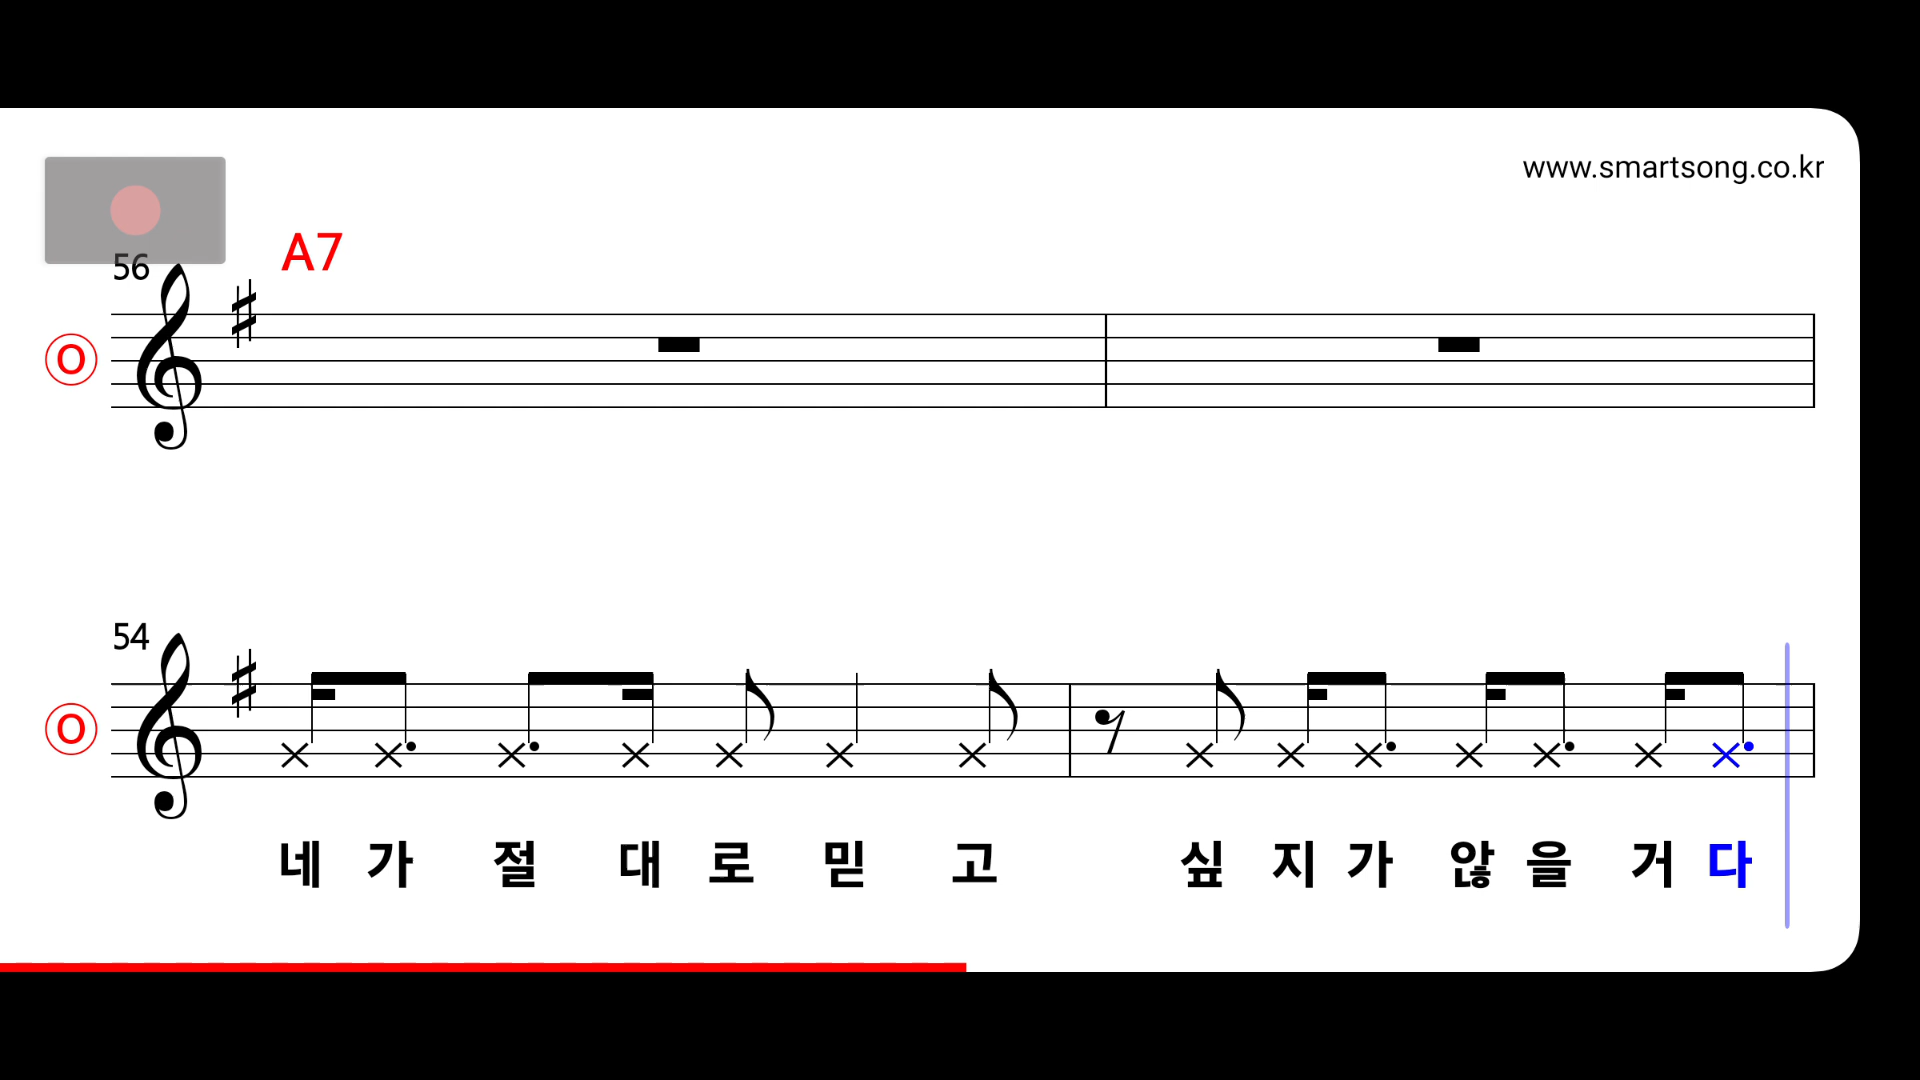 www.smartsong.co.kr
56
A7
O
54
O
네 가 절 대 로 믿 고 싶 지 가 않 을 거 다